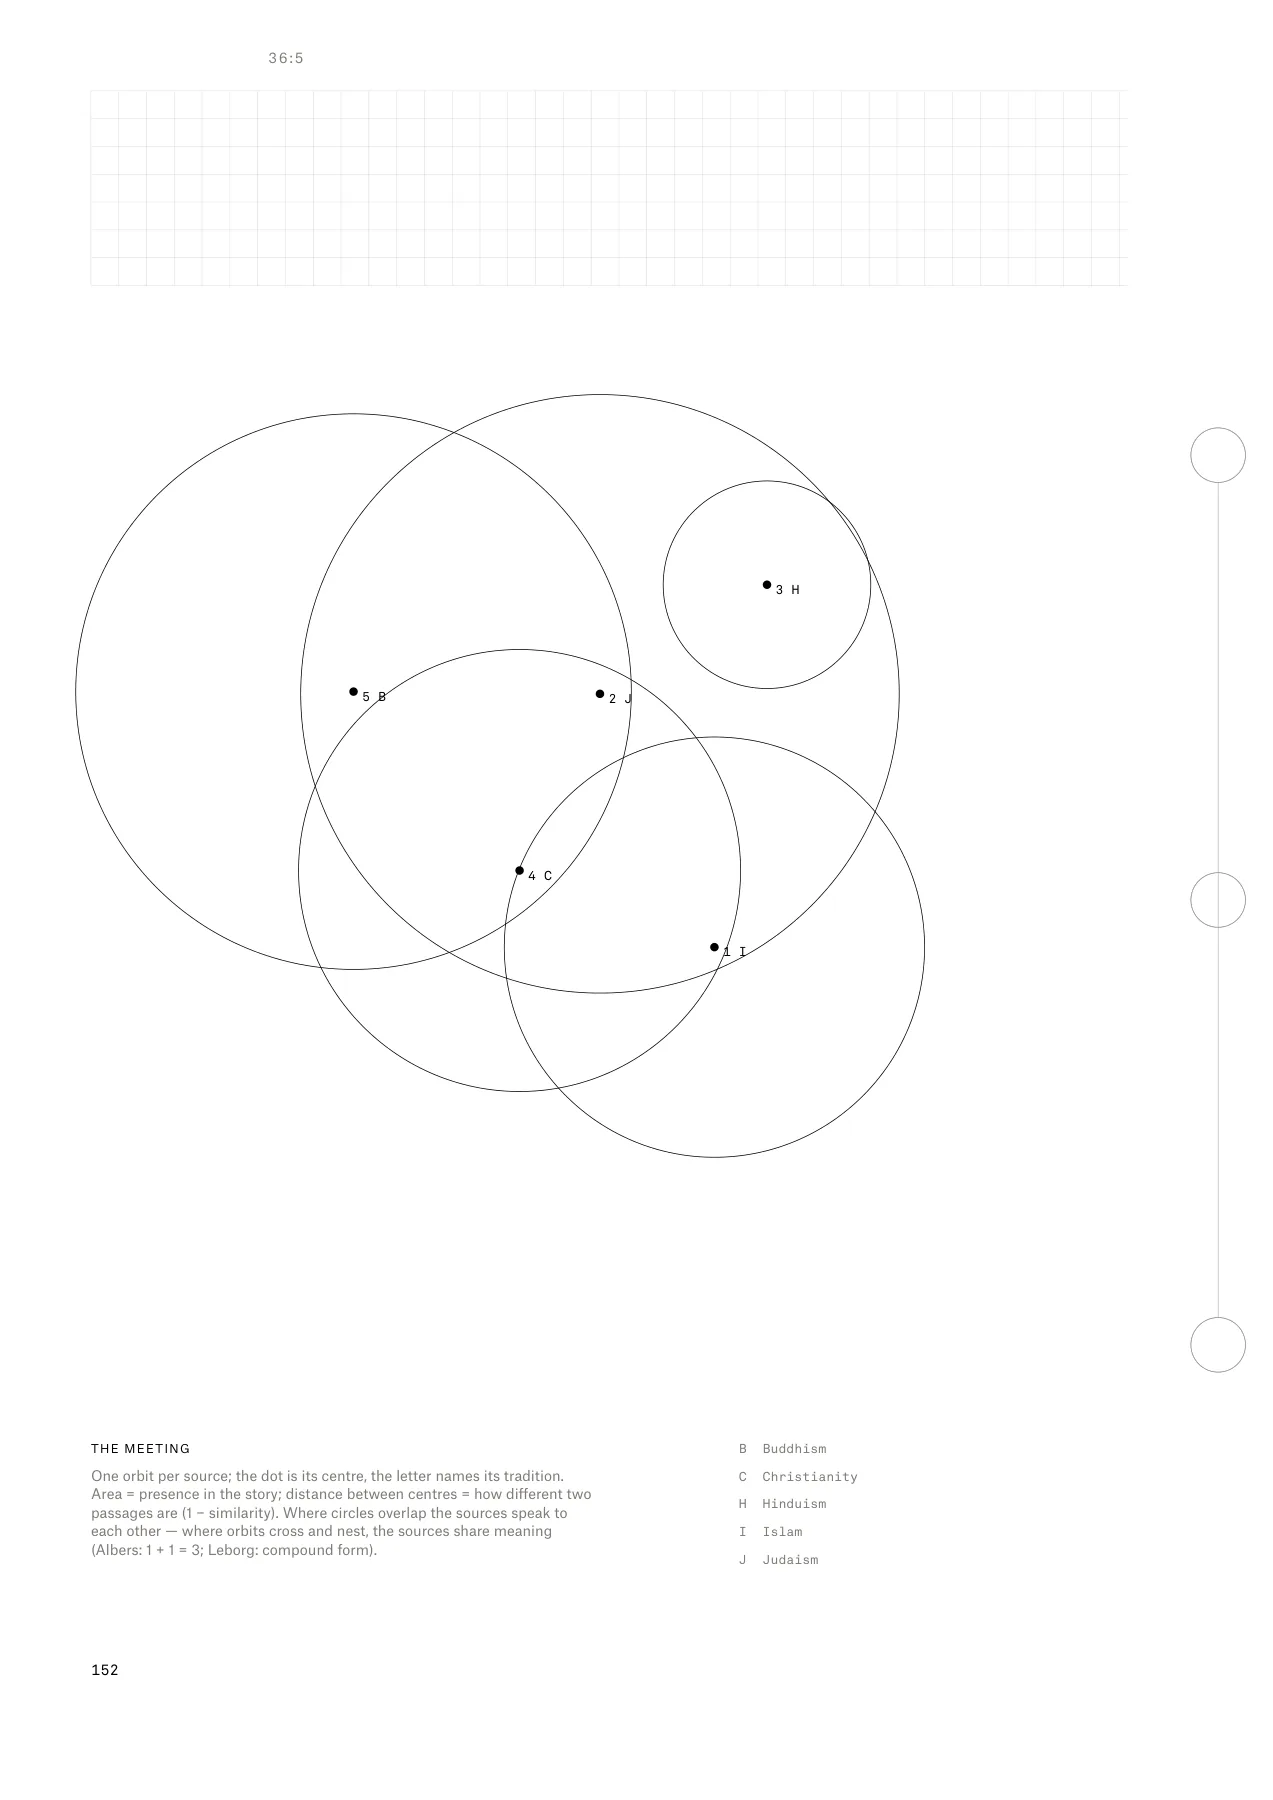 36:5
3 H
5 B
2 J
4 C
1 I
THE MEETING
One orbit per source; the dot is its centre, the letter names its tradition.
Area = presence in the story; distance between centres = how different two
passages are (1 − similarity). Where circles overlap the sources speak to
each other — where orbits cross and nest, the sources share meaning
(Albers: 1 + 1 = 3; Leborg: compound form).
B Buddhism
C Christianity
H Hinduism
I Islam
J Judaism
152